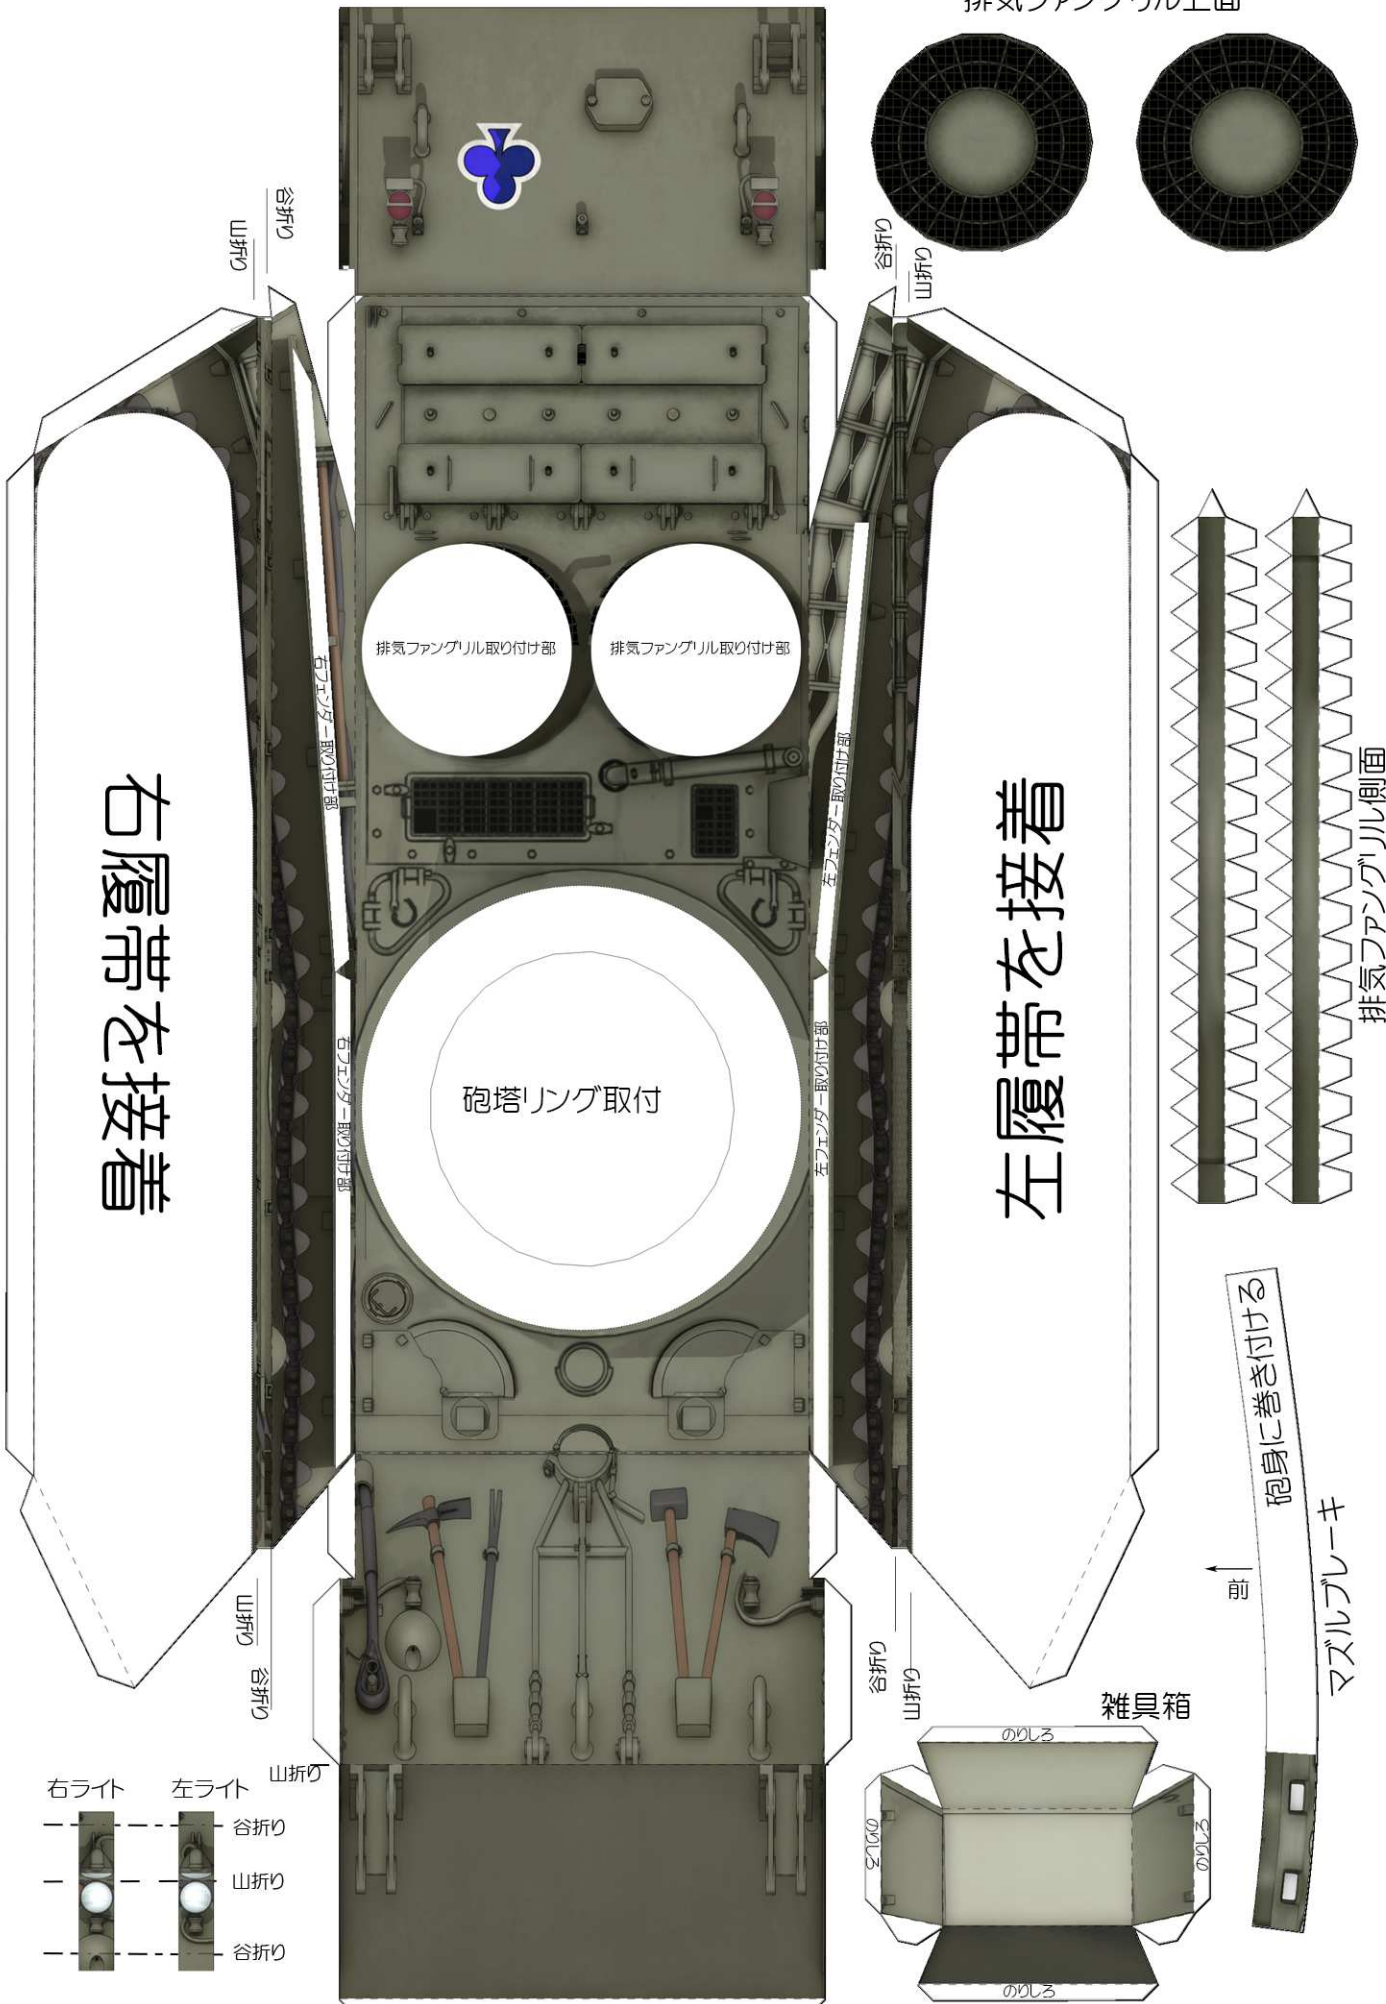 排気ファングリル上面
谷折り
山折り
谷折り
山折り
排気ファングリル取り付け部
排気ファングリル取り付け部
右フェンダー取り付け部
左フェンダー取り付け部
右履帯を接着
左履帯を接着
排気ファングリル側面
砲塔リング取付
右フェンダー取り付け部
左フェンダー取り付け部
砲身に巻き付ける
前
マズルブレーキ
山折り
谷折り
谷折り
山折り
雑具箱
のりしろ
のりしろ
のりしろ
のりしろ
山折り
右ライト
左ライト
谷折り
山折り
谷折り